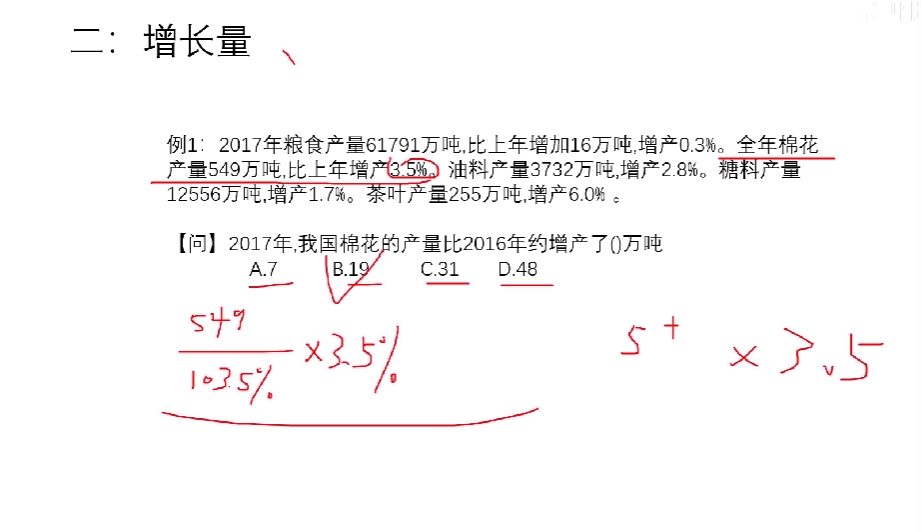 二：增长量
例1：2017年粮食产量61791万吨,比上年增加16万吨,增产0.3%。全年棉花
产量549万吨,比上年增产3.5%。油料产量3732万吨,增产2.8%。糖料产量
12556万吨,增产1.7%。茶叶产量255万吨,增产6.0% 。
【问】2017年,我国棉花的产量比2016年约增产了()万吨
A.7 B.19 C.31 D.48
549
103.5%
×3.5%
5+
×3.5